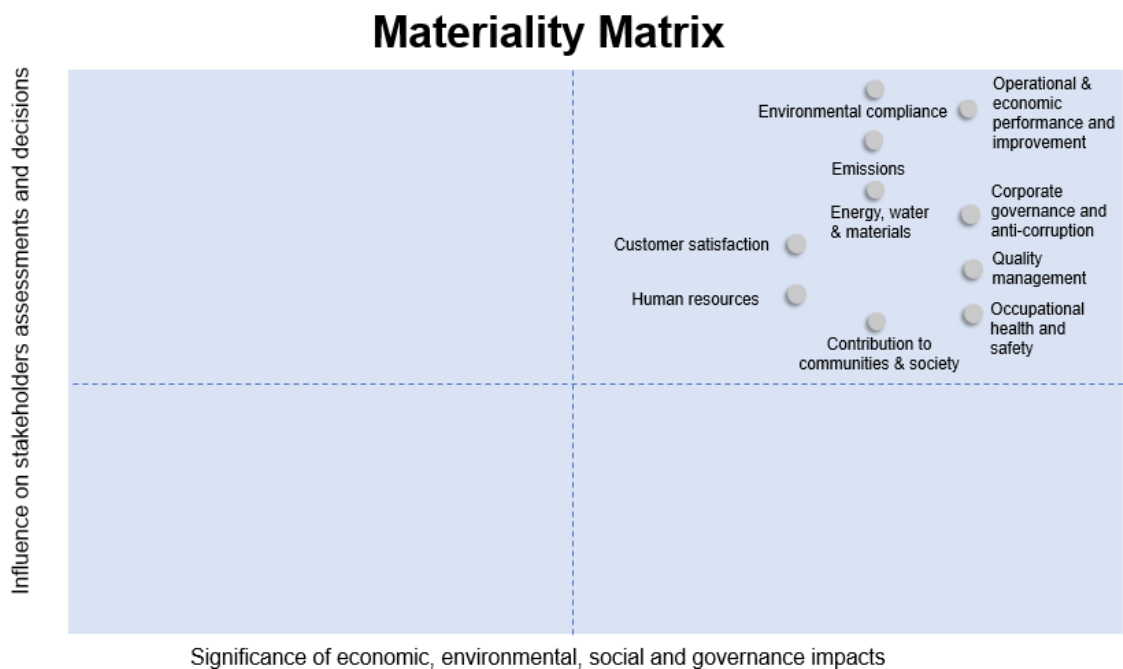 Materiality Matrix
Influence on stakeholders assessments and decisions
Environmental compliance
Operational &
economic
performance and
improvement
Emissions
Energy, water
& materials
Corporate
governance and
anti-corruption
Customer satisfaction
Quality
management
Human resources
Occupational
health and
safety
Contribution to
communities & society
Significance of economic, environmental, social and governance impacts